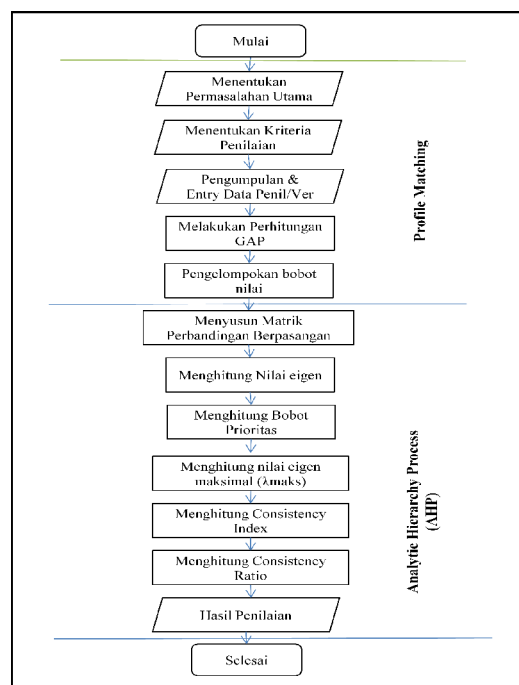 Mulai
Menentukan
Permasalahan Utama
Menentukan Kriteria
Penilaian
Pengumpulan &
Entry Data Penil/Ver
Melakukan Perhitungan
GAP
Pengelompokan bobot
nilai
Profile Matching
Menyusun Matrik
Perbandingan Berpasangan
Menghitung Nilai eigen
Menghitung Bobot
Prioritas
Menghitung nilai eigen
maksimal (λmaks)
Menghitung Consistency
Index
Menghitung Consistency
Ratio
Hasil Penilaian
Analytic Hierarchy Process
(AHP)
Selesai